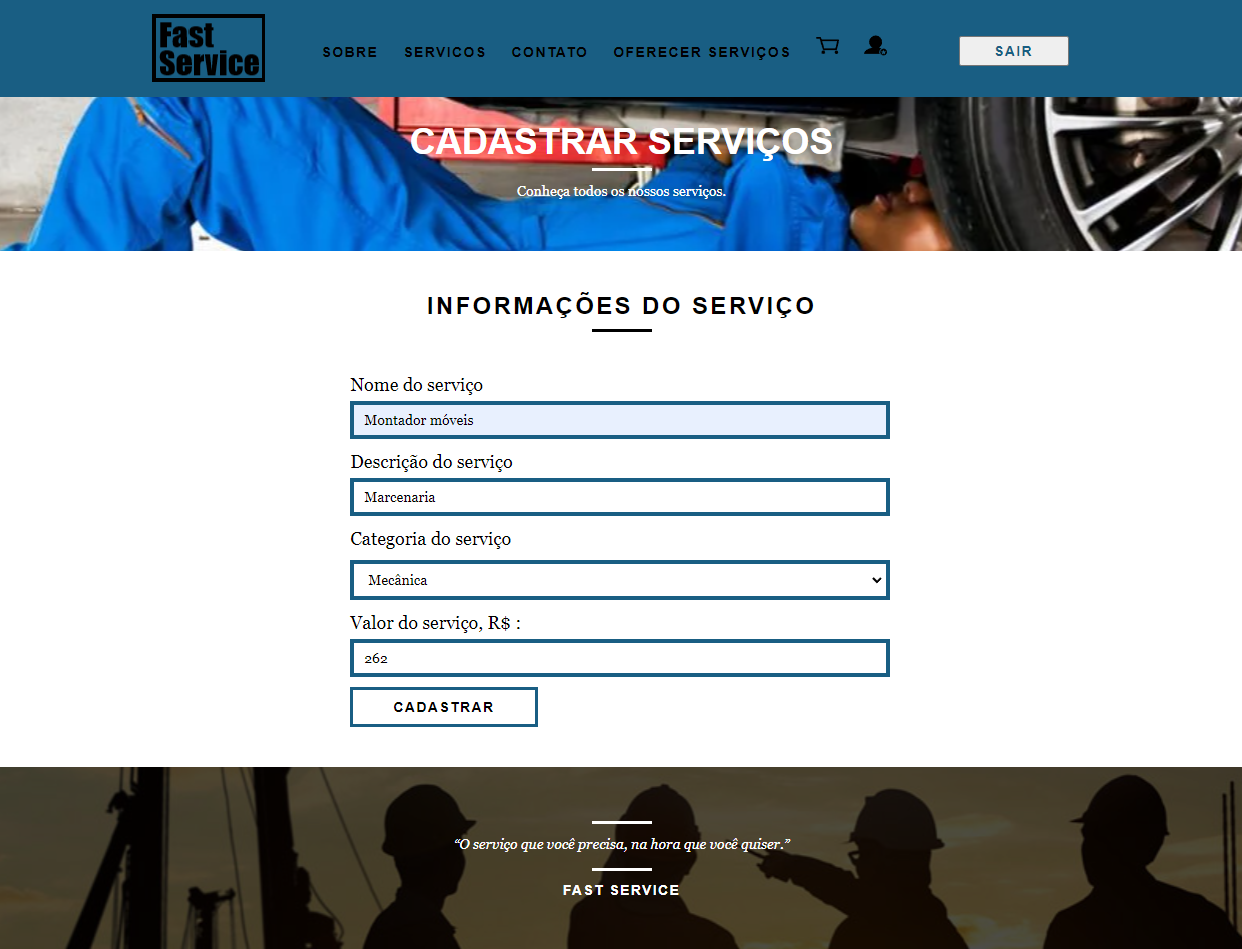 Fast
Service
SOBRE SERVICOS CONTATO OFERECER SERVIÇOS SAIR
CADASTRAR SERVIÇOS
Conheça todos os nossos serviços.
INFORMAÇÕES DO SERVIÇO
Nome do serviço
Montador móveis
Descrição do serviço
Marcenaria
Categoria do serviço
Mecânica
Valor do serviço, R$ :
262
CADASTRAR
“O serviço que você precisa, na hora que você quiser.”
FAST SERVICE